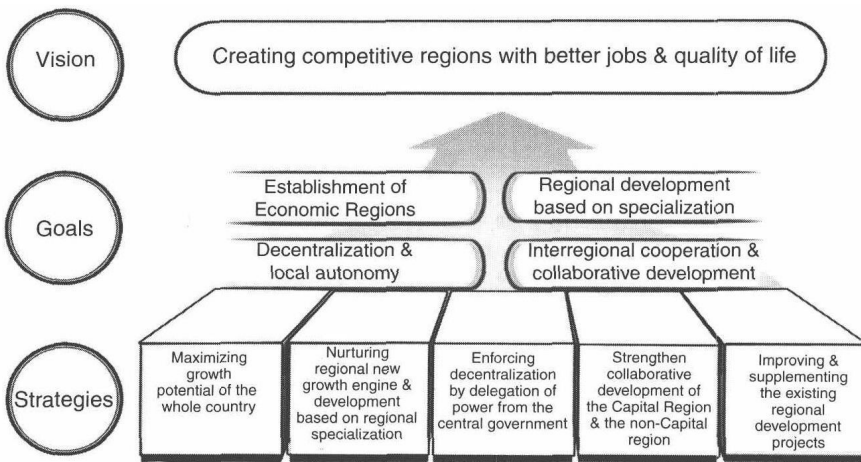 Vision
Creating competitive regions with better jobs & quality of life
Goals
Establishment of
Economic Regions
Regional development
based on specialization
Decentralization &
local autonomy
Interregional cooperation &
collaborative development
Strategies
Maximizing
growth
potential of the
whole country
Nurturing
regional new
growth engine &
development
based on regional
specialization
Enforcing
decentralization
by delegation of
power from the
central government
Strengthen
collaborative
development of
the Capital Region
& the non-Capital
region
Improving &
supplementing
the existing
regional
development
projects